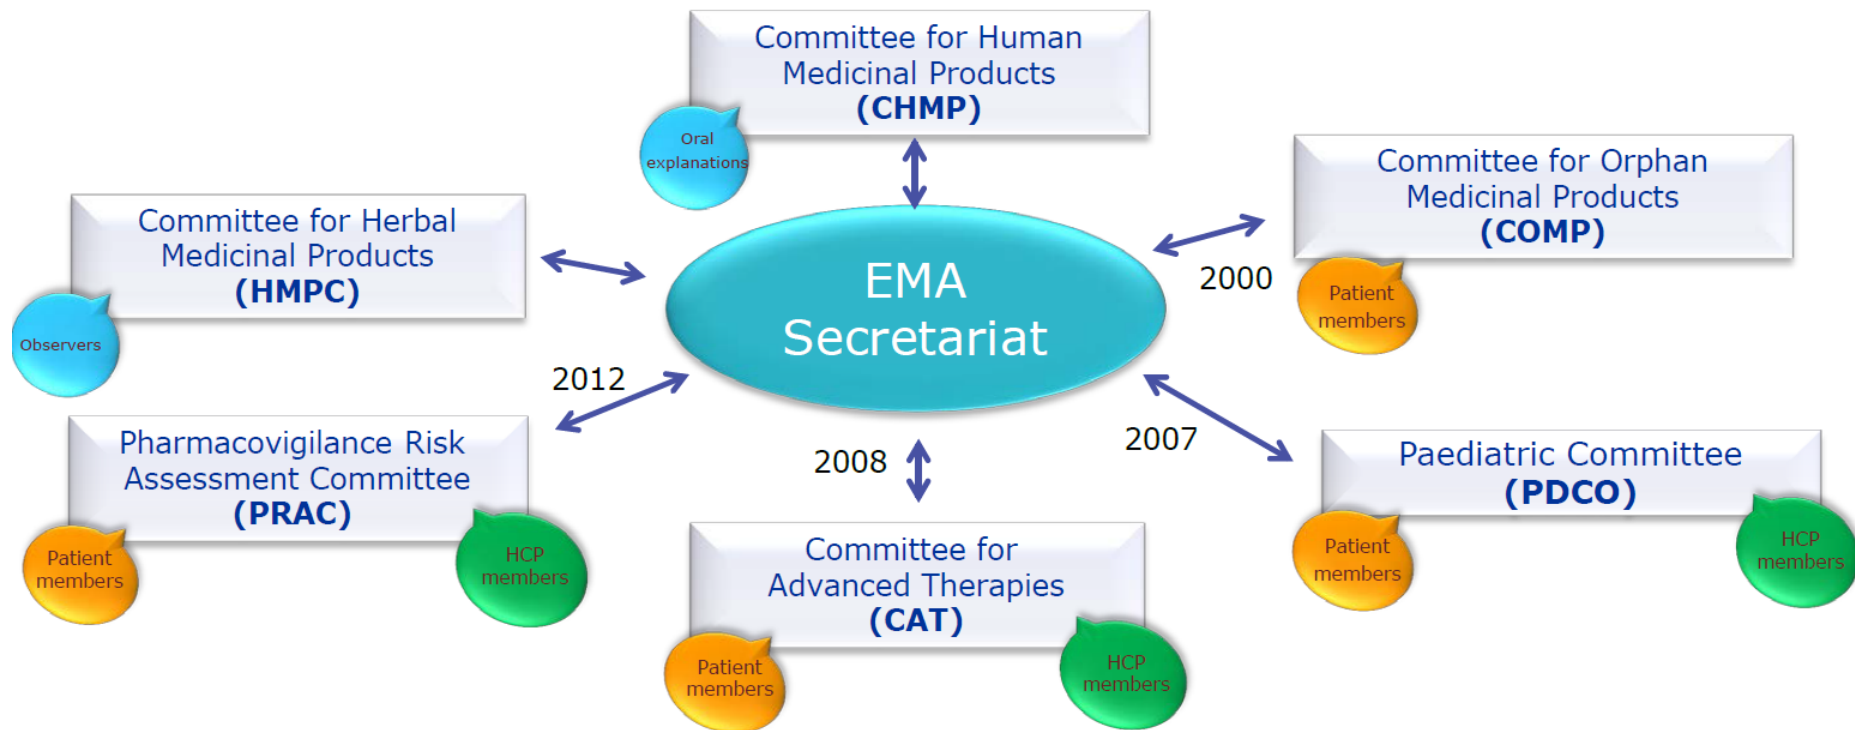 Committee for Human
Medicinal Products
(CHMP)
Oral
explanations
Committee for Orphan
Medicinal Products
(COMP)
Patient
members
2000
Committee for Herbal
Medicinal Products
(HMPC)
Observers
EMA
Secretariat
2012
2008
2007
Pharmacovigilance Risk
Assessment Committee
(PRAC)
Patient
members
HCP
members
Committee for
Advanced Therapies
(CAT)
Patient
members
HCP
members
Paediatric Committee
(PDCO)
Patient
members
HCP
members